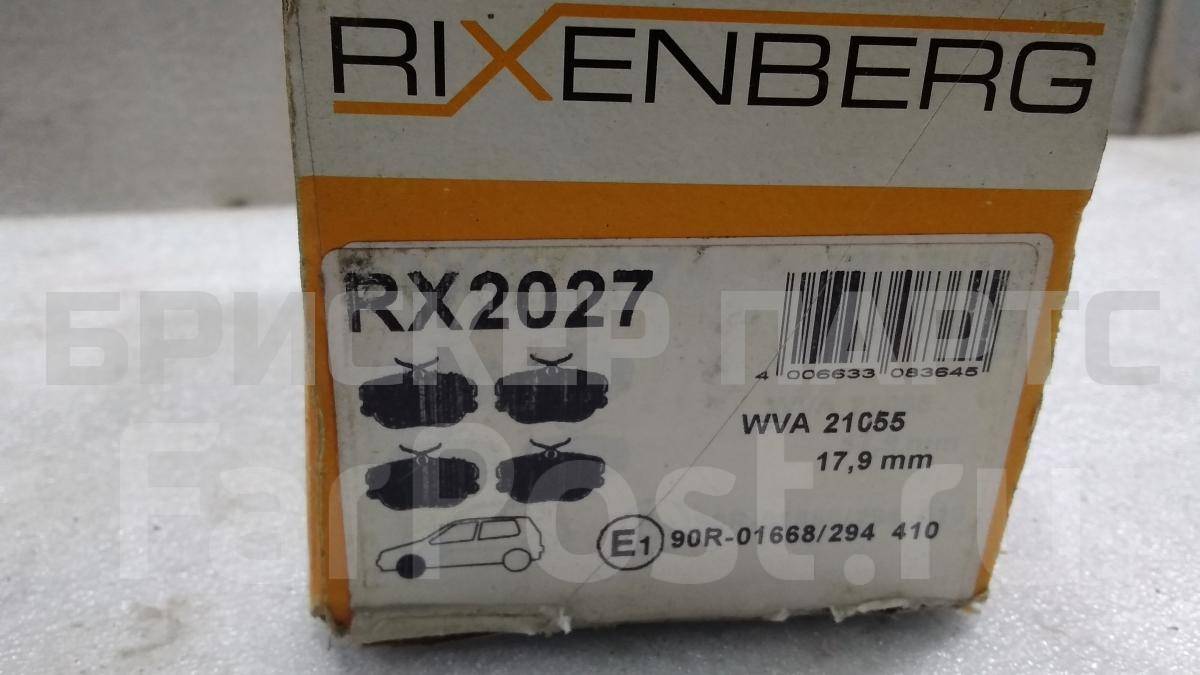 RIXENBERG
RX2027
4 006633 083645
WVA 21055
17,9 mm
E1 90R-01668/294 410
БРИСКЕР ПАРТС
FarPost.ru